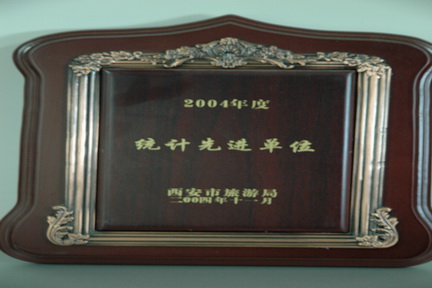 2004年度
统计先进单位
西安市旅游局
二00四年十一月